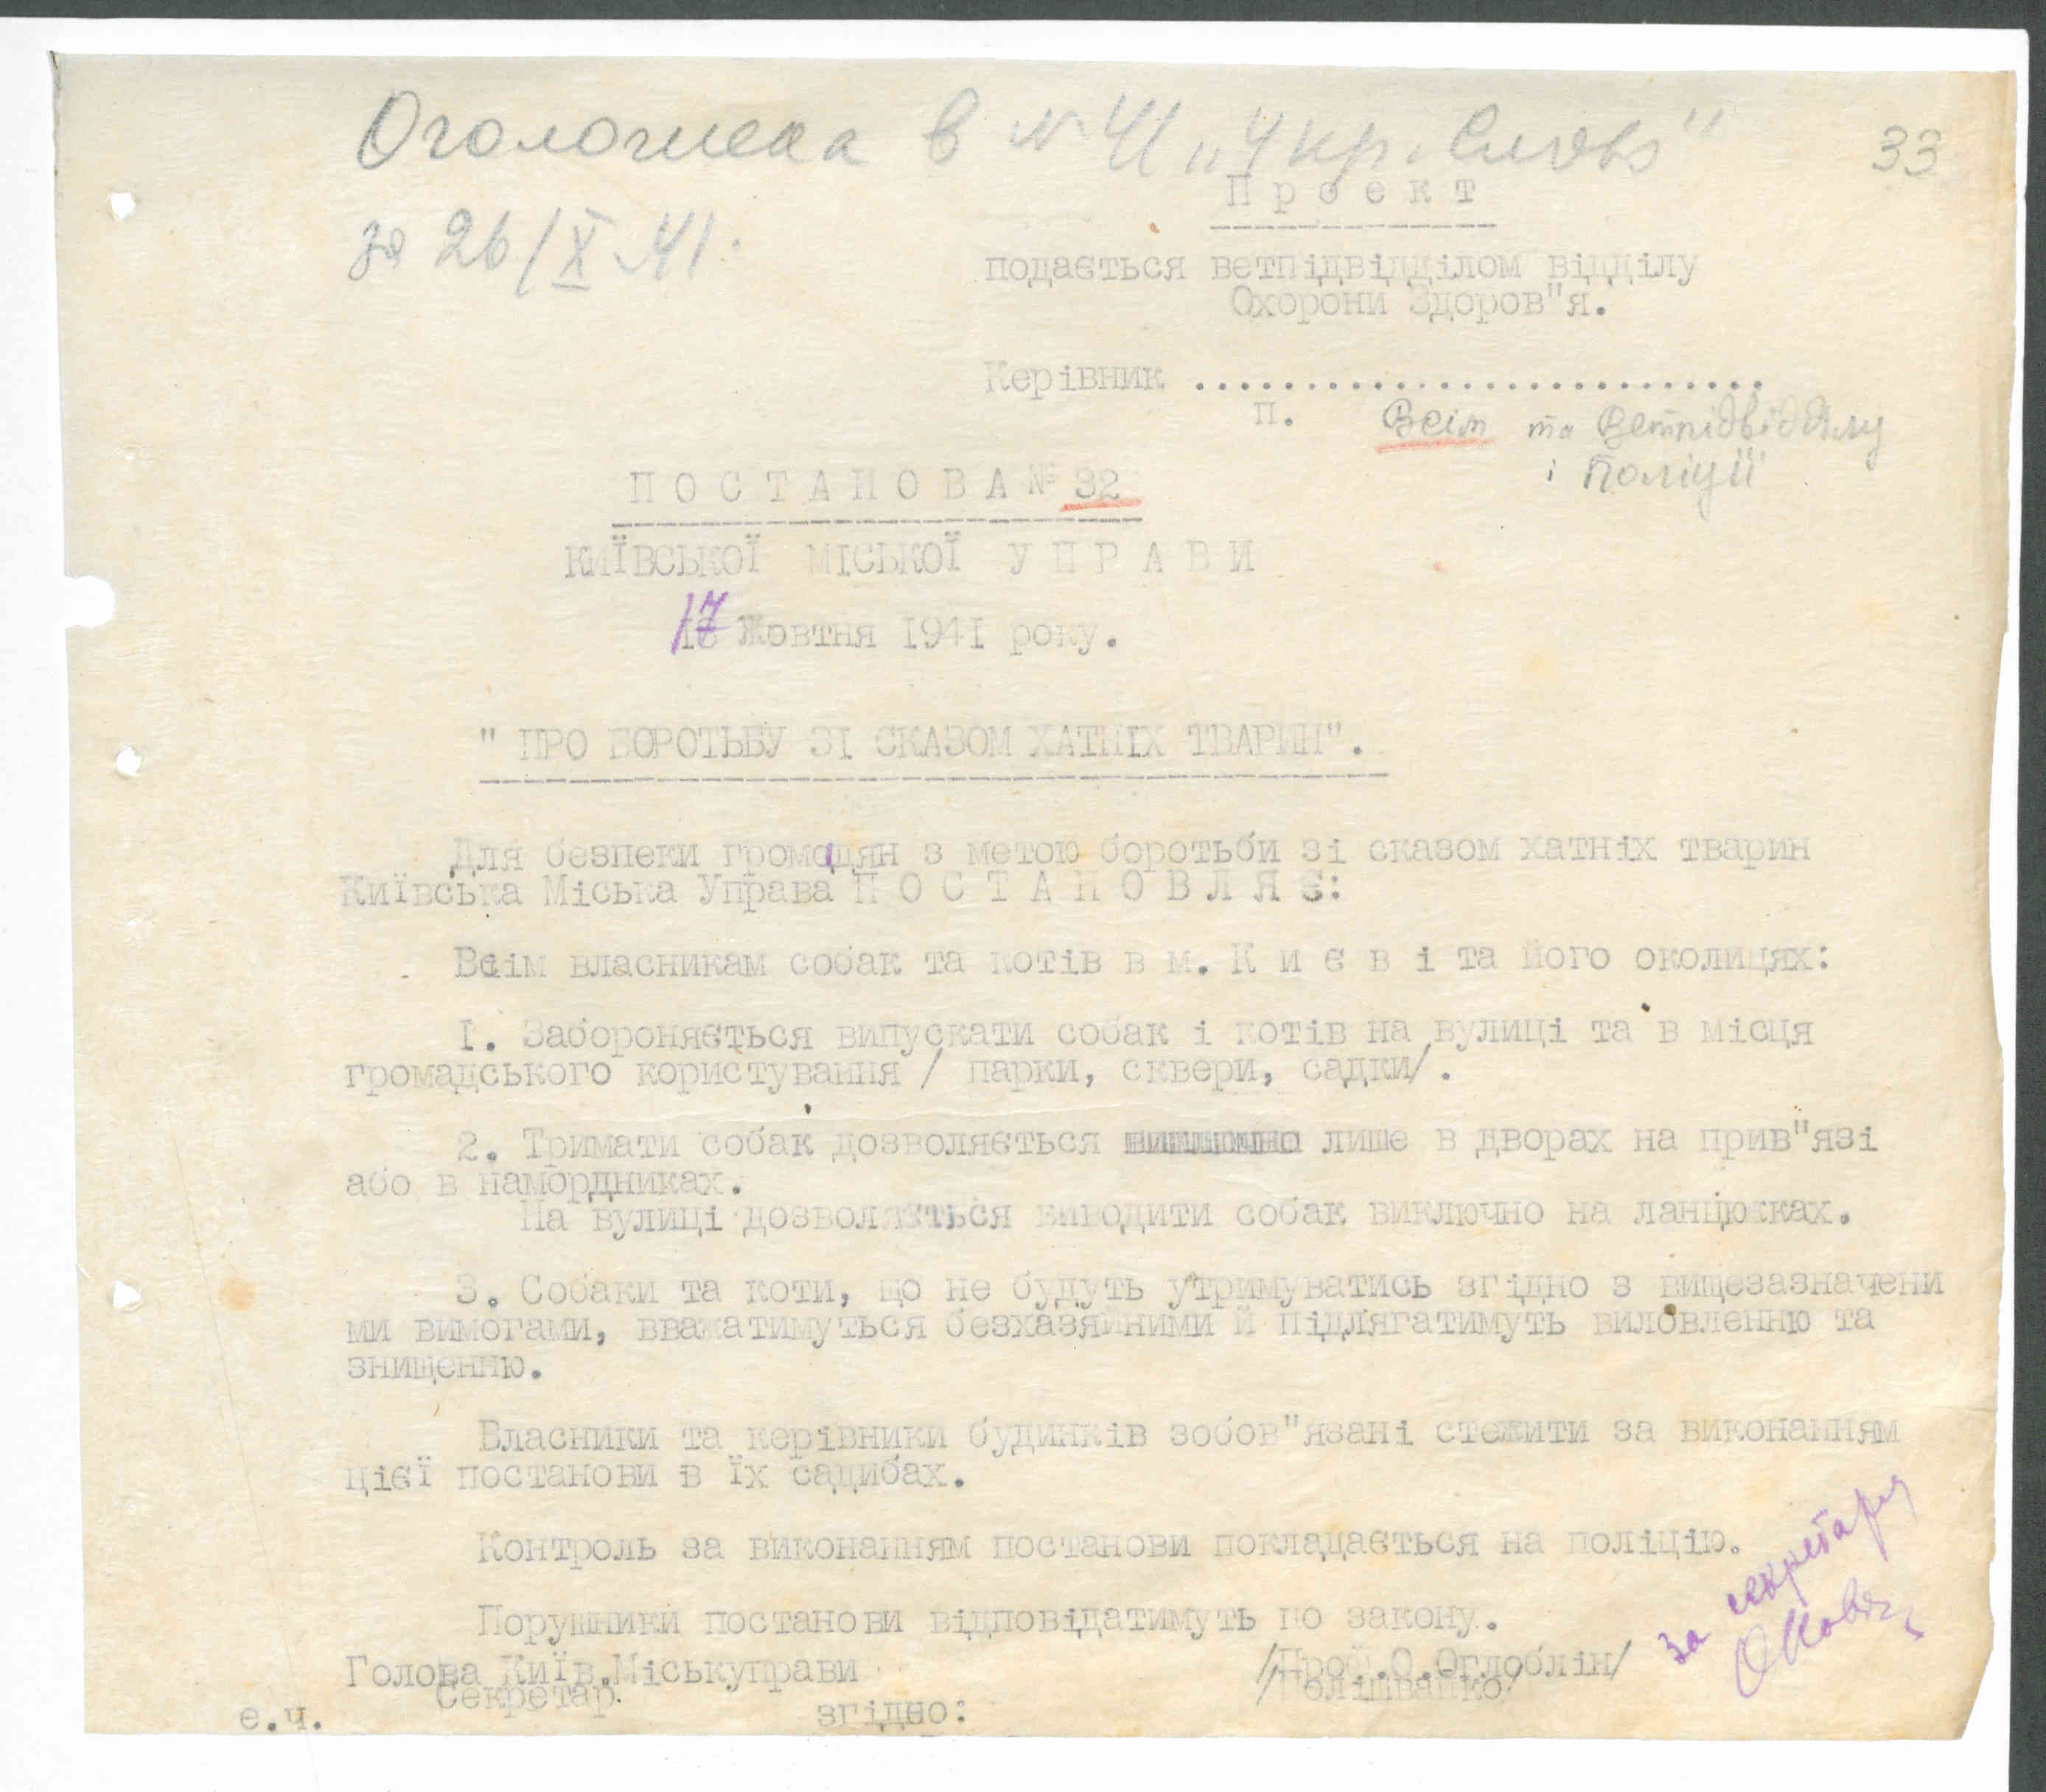 Оголошена в №41 „Укр. Слова"
33
за 26/X.41.
Проект
подається ветпідвідділом відділу
Охорони Здоров"я.
Керівник ............................
П. Всім та Ветпідвідділу
і Поліції
ПОСТАНОВА № 32
КИЇВСЬКОЇ МІСЬКОЇ УПРАВИ
17 Жовтня 1941 року.
" ПРО БОРОТЬБУ ЗІ СКАЗОМ ХАТНІХ ТВАРИН".
Для безпеки громадян з метою боротьби зі сказом хатніх тварин
Київська Міська Управа П О С Т А Н О В Л Я Є:
Всім власникам собак та котів в м. К и є в і та його околицях:
1. Забороняється випускати собак і котів на вулиці та в місця
громадського користування / парки, сквери, садки/.
2. Тримати собак дозволяється лише в дворах на прив"язі
або в намордниках.
На вулиці дозволяється виводити собак виключно на ланцюжках.
3. Собаки та коти, що не будуть утримуватись згідно з вищезазначени
ми вимогами, вважатимуться безхазяйними й підлягатимуть виловленню та
знищенню.
Власники та керівники будинків зобов"язані стежити за виконанням
цієї постанови в їх садибах.
Контроль за виконанням постанови покладається на поліцію.
Порушники постанови відповідатимуть по закону.
Голова Київ.Міськуправи /Проф.О.Оглоблін/
Секретар
е.ч. згідно:
За секретаря